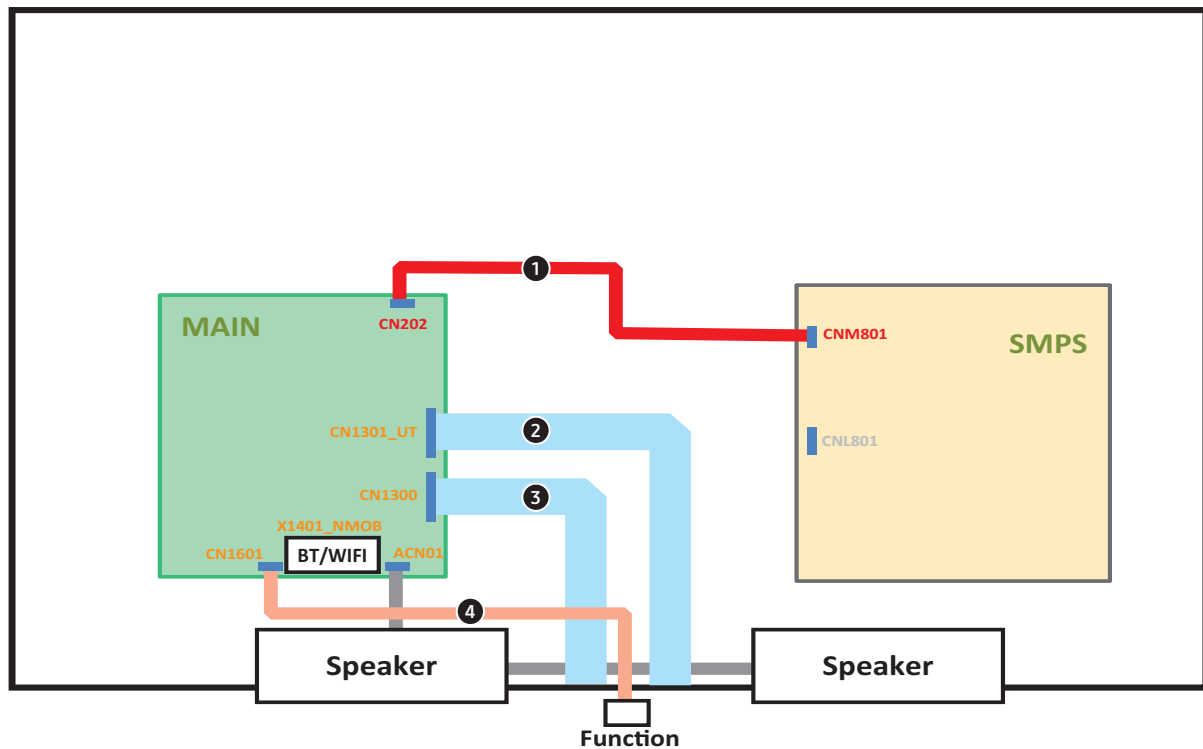 1
CN202
MAIN
CNM801
SMPS
CN1301_UT
2
CNL801
CN1300
3
X1401_NMOB
CN1601
BT/WIFI
ACN01
4
Speaker
Speaker
Function